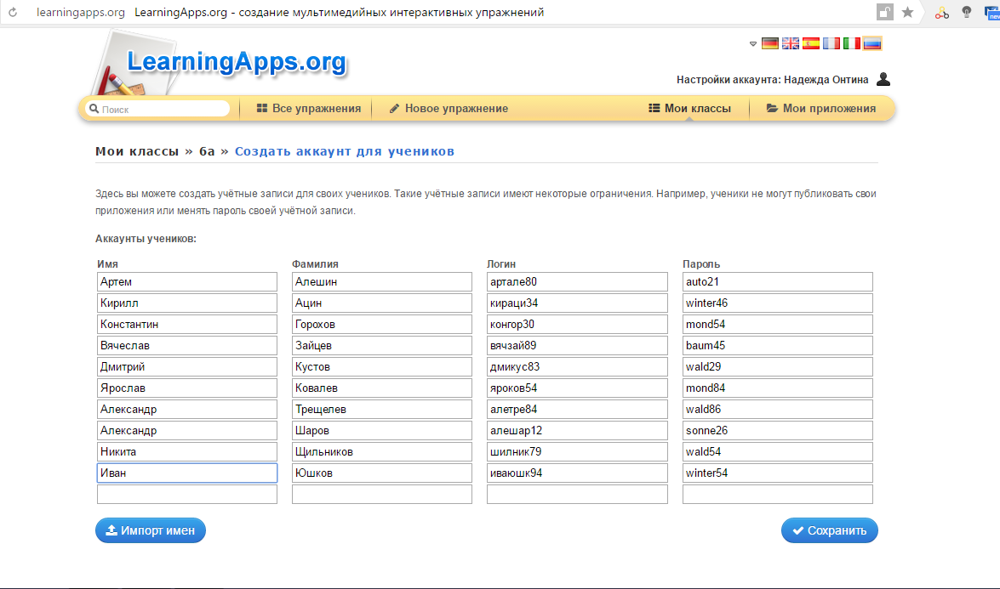 learningapps.org LearningApps.org - создание мультимедийных интерактивных упражнений
new
LearningApps.org
Настройки аккаунта: Надежда Онтина
Поиск Все упражнения Новое упражнение Мои классы Мои приложения
Мои классы » 6а » Создать аккаунт для учеников
Здесь вы можете создать учётные записи для своих учеников. Такие учётные записи имеют некоторые ограничения. Например, ученики не могут публиковать свои
приложения или менять пароль своей учётной записи.
Аккаунты учеников:
Имя Фамилия Логин Пароль
Артем Алешин артале80 auto21
Кирилл Ацин кираци34 winter46
Константин Горохов конгор30 mond54
Вячеслав Зайцев вячзай89 baum45
Дмитрий Кустов дмикус83 wald29
Ярослав Ковалев яроков54 mond84
Александр Трещелев алетре84 wald86
Александр Шаров алешар12 sonne26
Никита Щильников шилник79 wald54
Иван Юшков иваюшк94 winter54
Импорт имен Сохранить